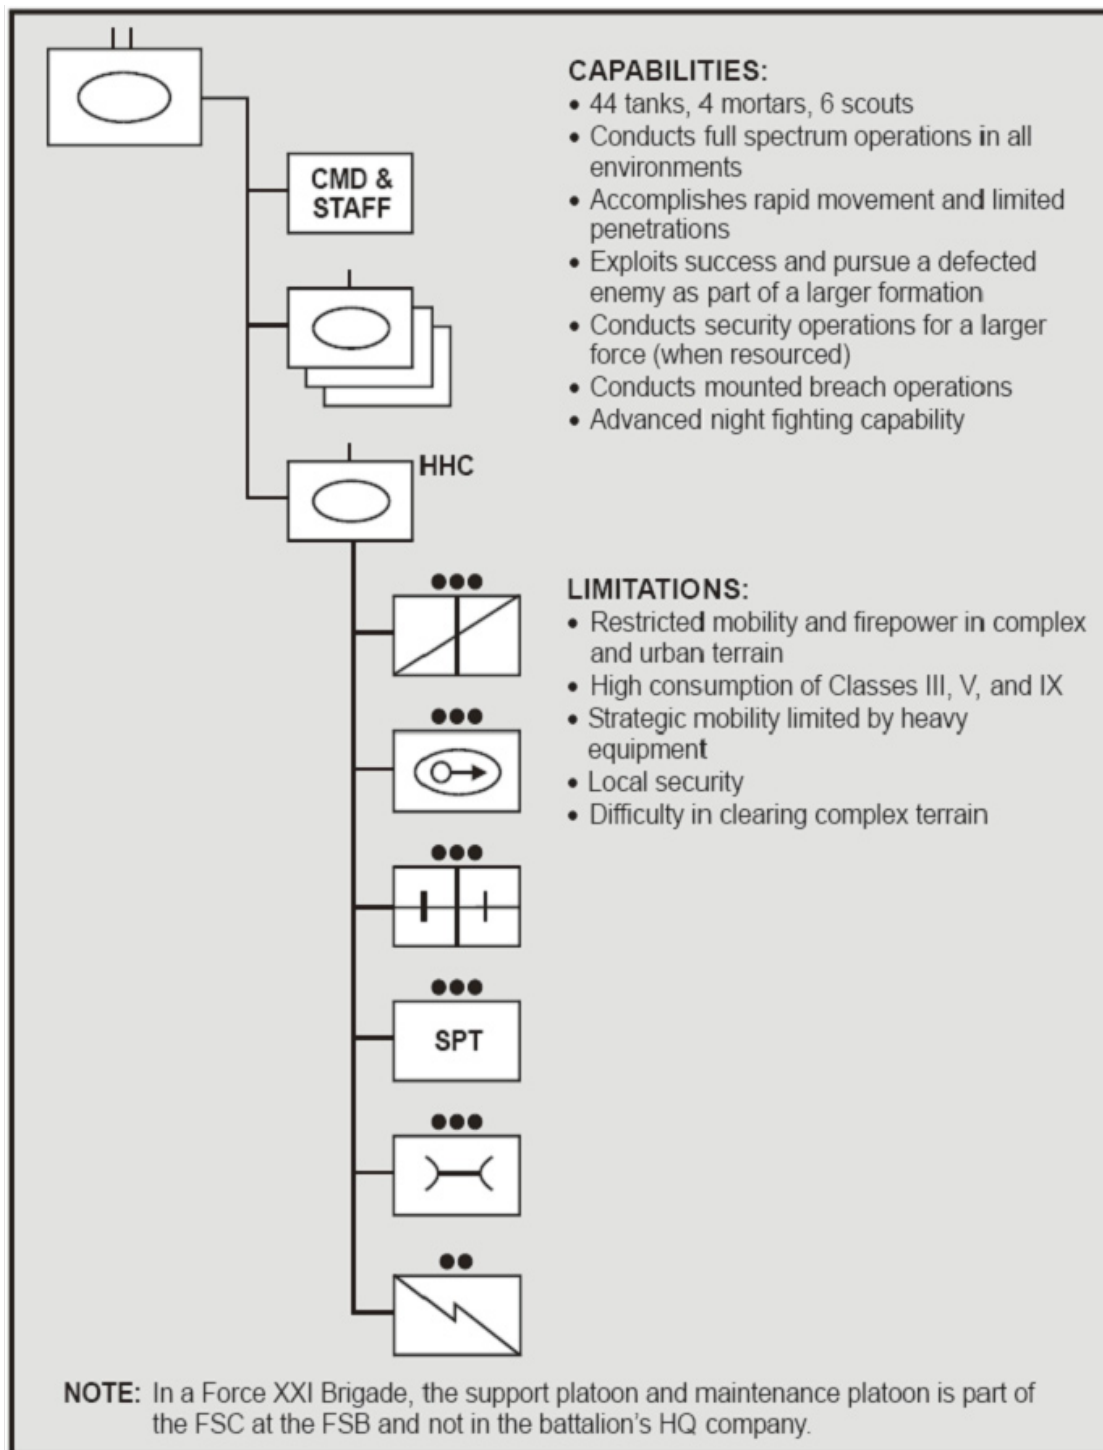 CMD &
STAFF
HHC
SPT
CAPABILITIES:
• 44 tanks, 4 mortars, 6 scouts
• Conducts full spectrum operations in all
environments
• Accomplishes rapid movement and limited
penetrations
• Exploits success and pursue a defected
enemy as part of a larger formation
• Conducts security operations for a larger
force (when resourced)
• Conducts mounted breach operations
• Advanced night fighting capability
LIMITATIONS:
• Restricted mobility and firepower in complex
and urban terrain
• High consumption of Classes III, V, and IX
• Strategic mobility limited by heavy
equipment
• Local security
• Difficulty in clearing complex terrain
NOTE: In a Force XXI Brigade, the support platoon and maintenance platoon is part of
the FSC at the FSB and not in the battalion's HQ company.